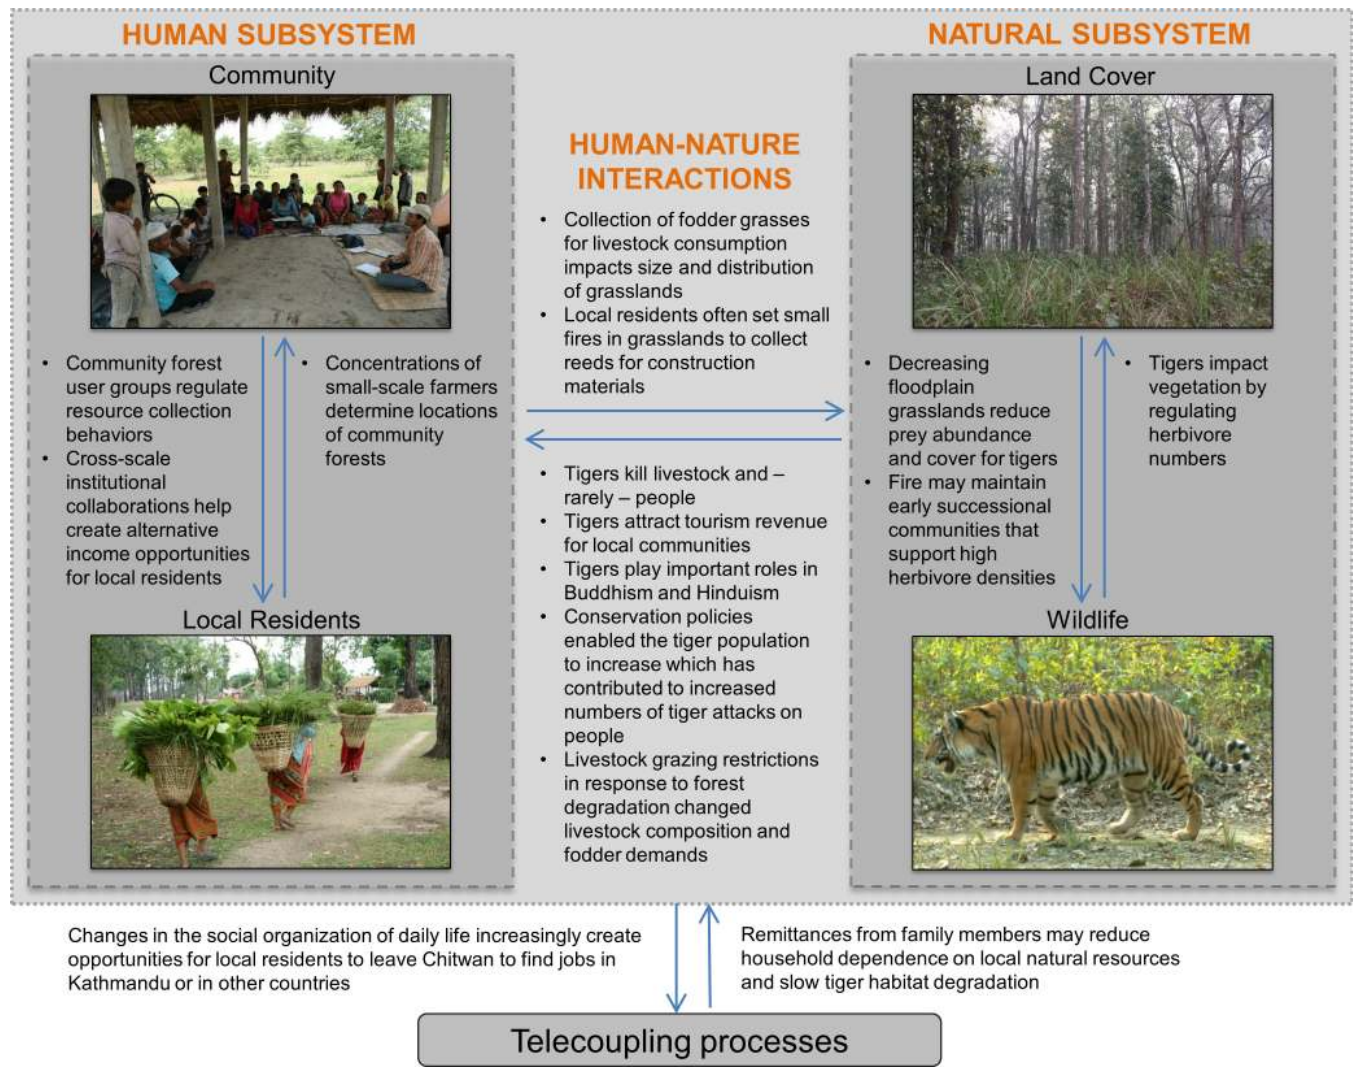 HUMAN SUBSYSTEM
Community
• Community forest
user groups regulate
resource collection
behaviors
• Cross-scale
institutional
collaborations help
create alternative
income opportunities
for local residents
• Concentrations of
small-scale farmers
determine locations
of community
forests
Local Residents
HUMAN-NATURE
INTERACTIONS
• Collection of fodder grasses
for livestock consumption
impacts size and distribution
of grasslands
• Local residents often set small
fires in grasslands to collect
reeds for construction
materials
• Tigers kill livestock and –
rarely – people
• Tigers attract tourism revenue
for local communities
• Tigers play important roles in
Buddhism and Hinduism
• Conservation policies
enabled the tiger population
to increase which has
contributed to increased
numbers of tiger attacks on
people
• Livestock grazing restrictions
in response to forest
degradation changed
livestock composition and
fodder demands
NATURAL SUBSYSTEM
Land Cover
• Decreasing
floodplain
grasslands reduce
prey abundance
and cover for tigers
• Fire may maintain
early successional
communities that
support high
herbivore densities
• Tigers impact
vegetation by
regulating
herbivore
numbers
Wildlife
Changes in the social organization of daily life increasingly create
opportunities for local residents to leave Chitwan to find jobs in
Kathmandu or in other countries
Remittances from family members may reduce
household dependence on local natural resources
and slow tiger habitat degradation
Telecoupling processes